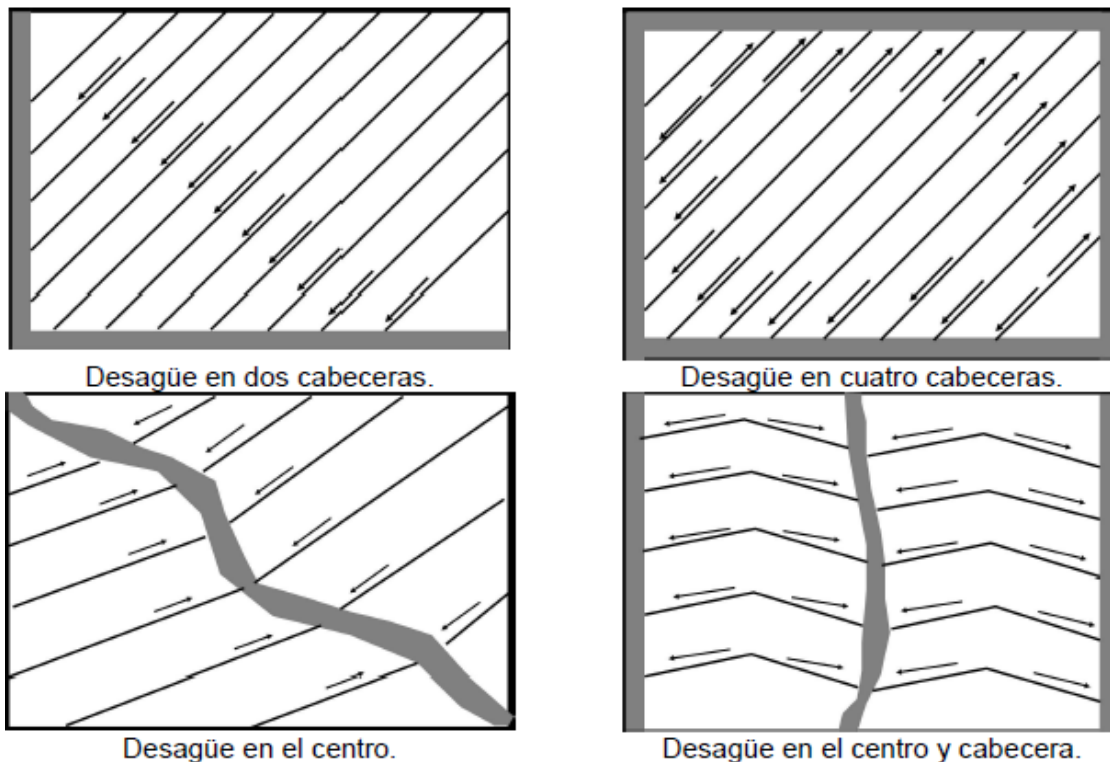 Desagüe en dos cabeceras.
Desagüe en cuatro cabeceras.
Desagüe en el centro.
Desagüe en el centro y cabecera.